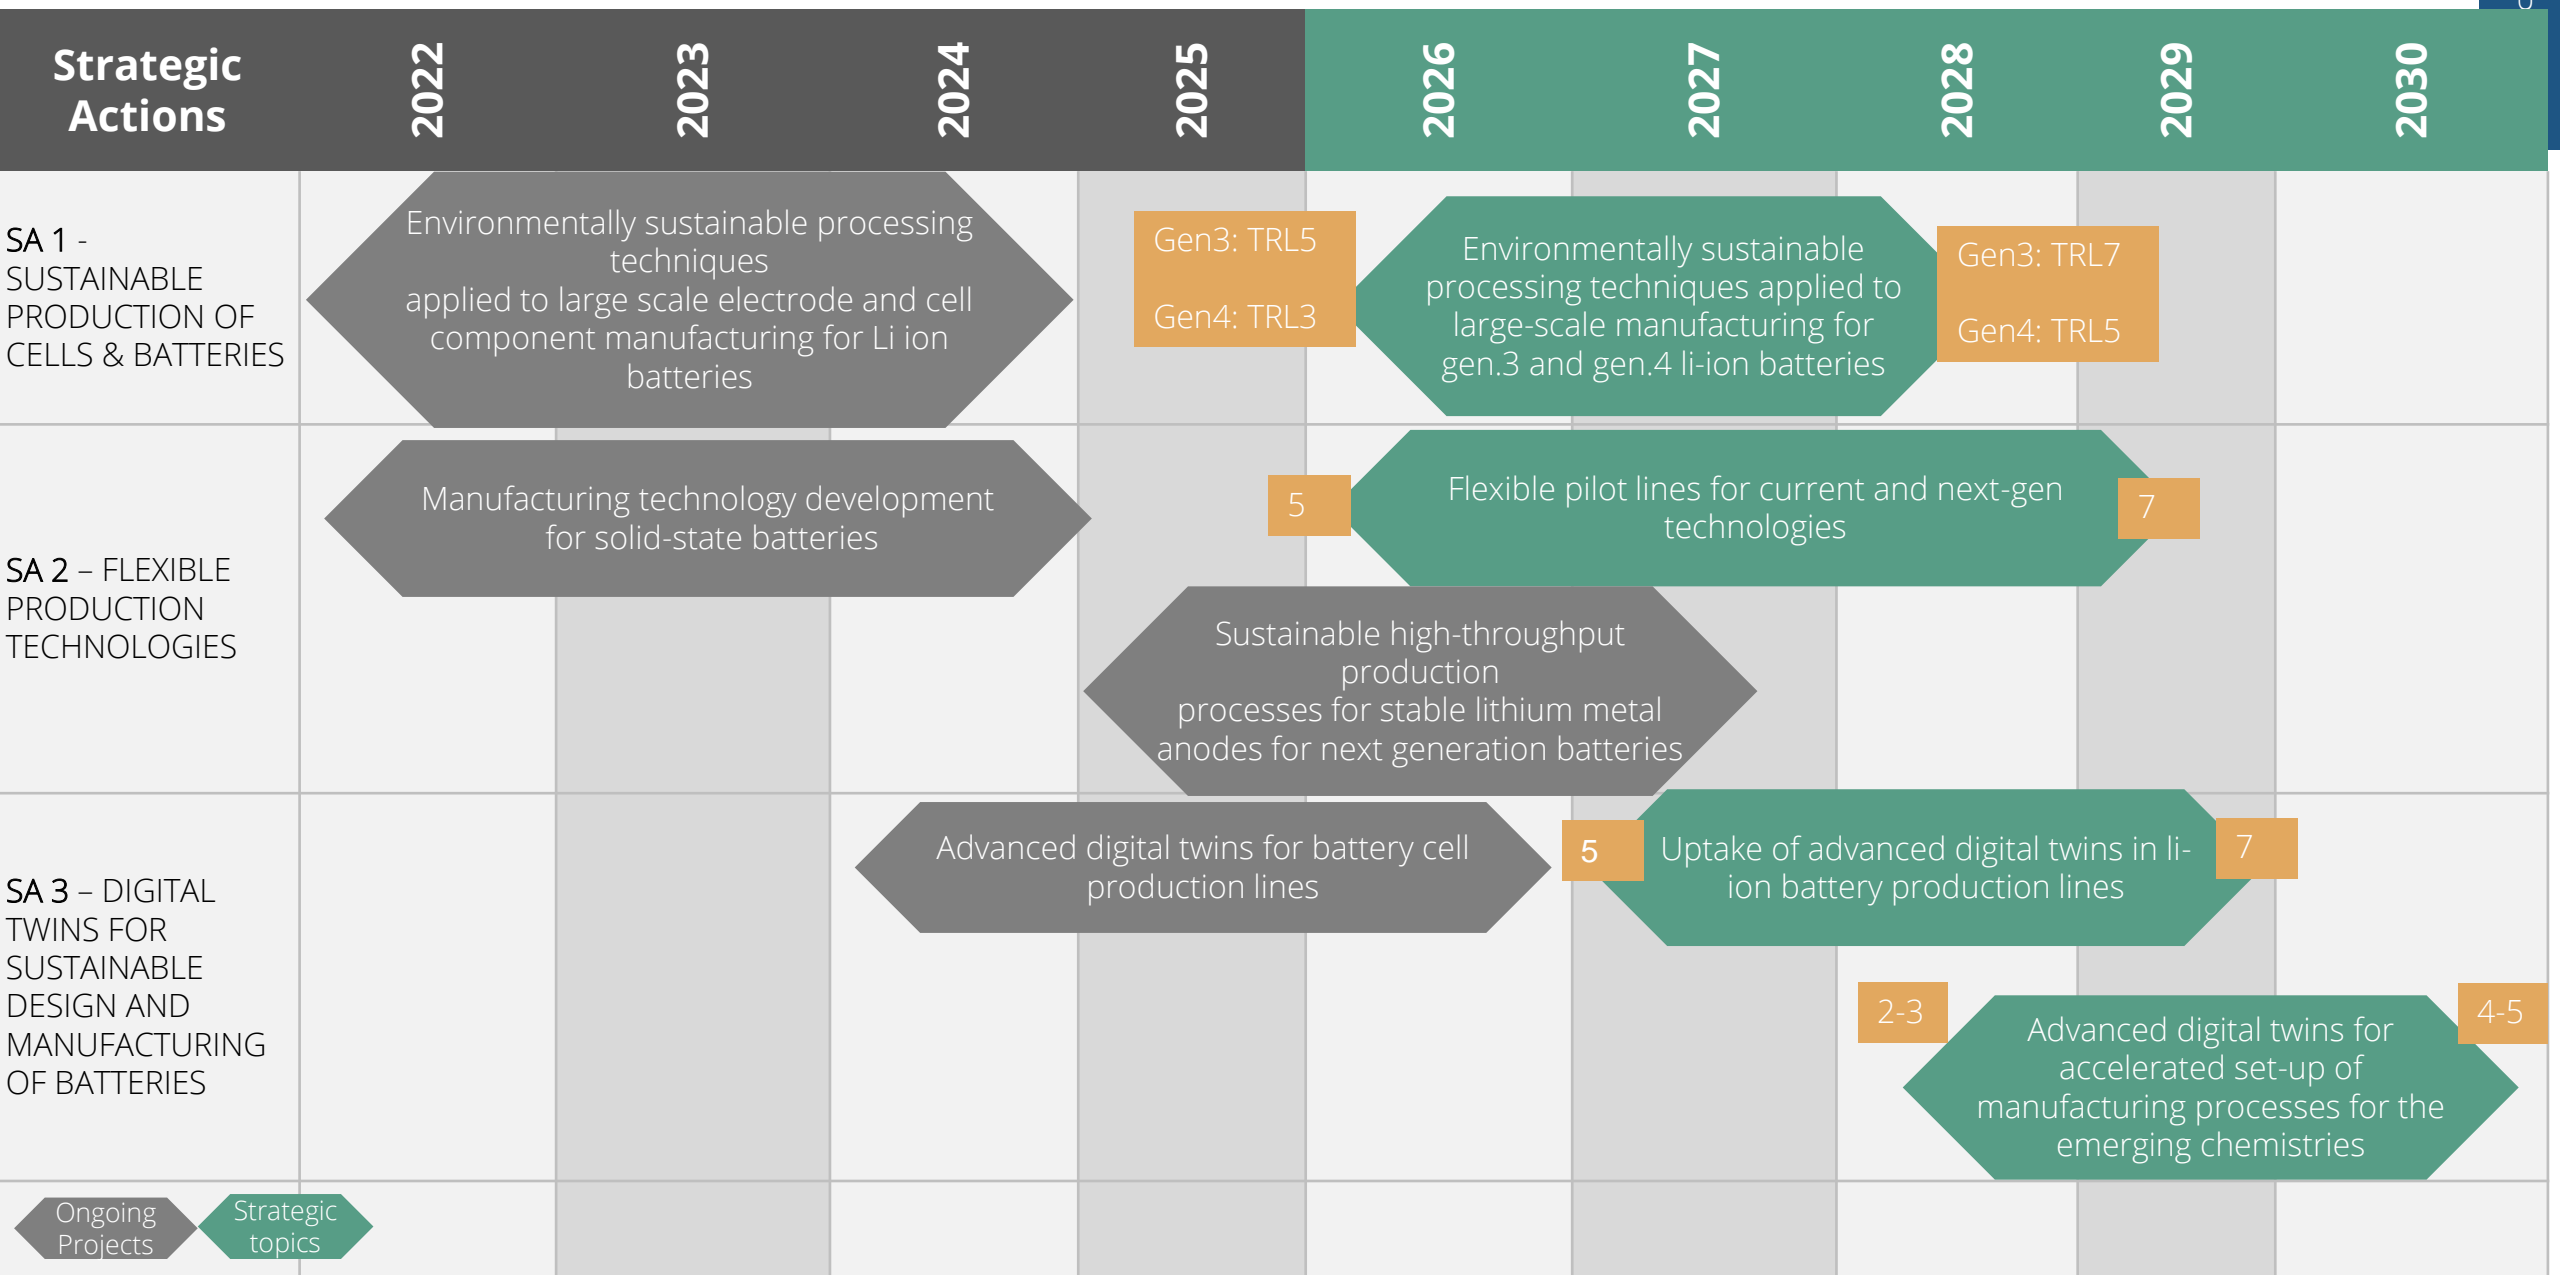 Strategic
Actions
2022
2023
2024
2025
2026
2027
2028
2029
2030
SA 1 -
SUSTAINABLE
PRODUCTION OF
CELLS & BATTERIES
Environmentally sustainable processing
techniques
applied to large scale electrode and cell
component manufacturing for Li ion
batteries
Gen3: TRL5
Gen4: TRL3
Environmentally sustainable
processing techniques applied to
large-scale manufacturing for
gen.3 and gen.4 li-ion batteries
Gen3: TRL7
Gen4: TRL5
SA 2 – FLEXIBLE
PRODUCTION
TECHNOLOGIES
Manufacturing technology development
for solid-state batteries
5
Flexible pilot lines for current and next-gen
technologies
7
Sustainable high-throughput
production
processes for stable lithium metal
anodes for next generation batteries
SA 3 – DIGITAL
TWINS FOR
SUSTAINABLE
DESIGN AND
MANUFACTURING
OF BATTERIES
Advanced digital twins for battery cell
production lines
5
Uptake of advanced digital twins in li-
ion battery production lines
7
2-3
Advanced digital twins for
accelerated set-up of
manufacturing processes for the
emerging chemistries
4-5
Ongoing
Projects
Strategic
topics